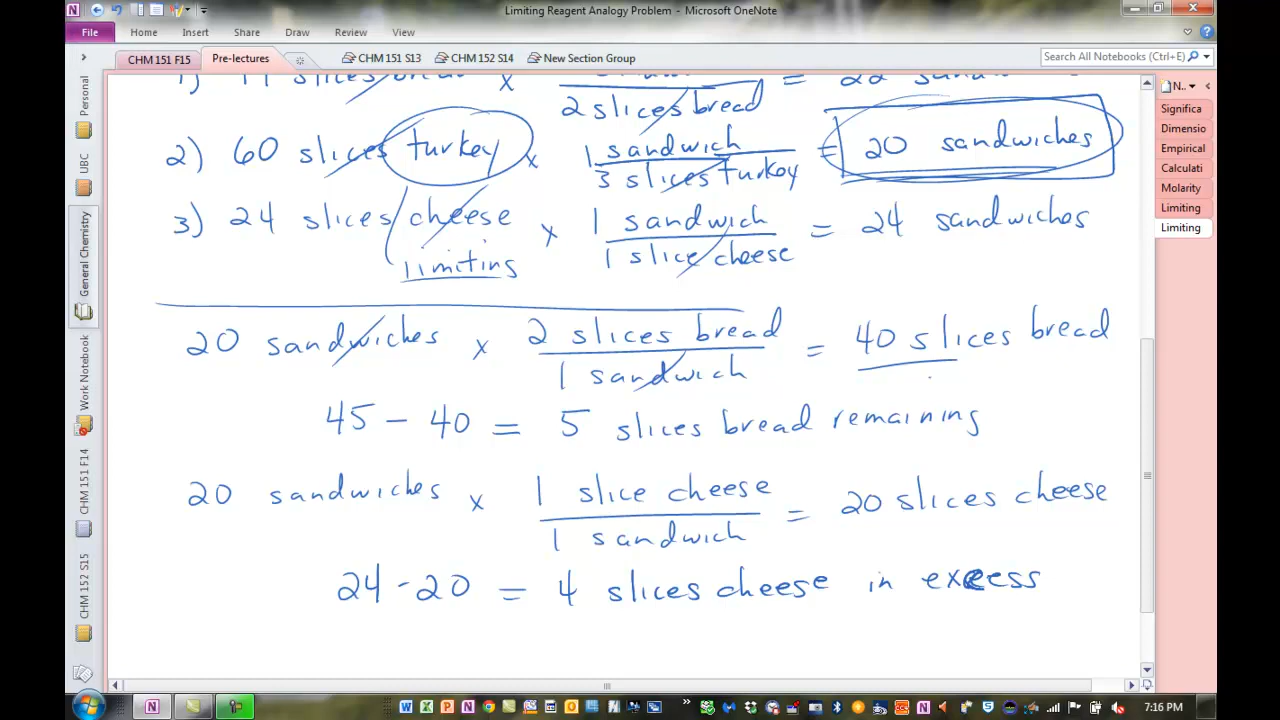 Limiting Reagent Analogy Problem - Microsoft OneNote
File Home Insert Share Draw Review View
CHM 151 F15 Pre-lectures CHM 151 S13 CHM 152 S14 New Section Group Search All Notebooks (Ctrl+E)
Personal
UBC
General Chemistry
Work Notebook
CHM 151 F14
CHM 152 S15
N..
Significa
Dimensio
Empirical
Calculati
Molarity
Limiting
Limiting
2 slices bread
2) 60 slices turkey x 1 sandwich / 3 slices turkey = 20 sandwiches
3) 24 slices cheese x 1 sandwich / 1 slice cheese = 24 sandwiches
limiting
20 sandwiches x 2 slices bread / 1 sandwich = 40 slices bread
45 - 40 = 5 slices bread remaining
20 sandwiches x 1 slice cheese / 1 sandwich = 20 slices cheese
24 - 20 = 4 slices cheese in excess
7:16 PM